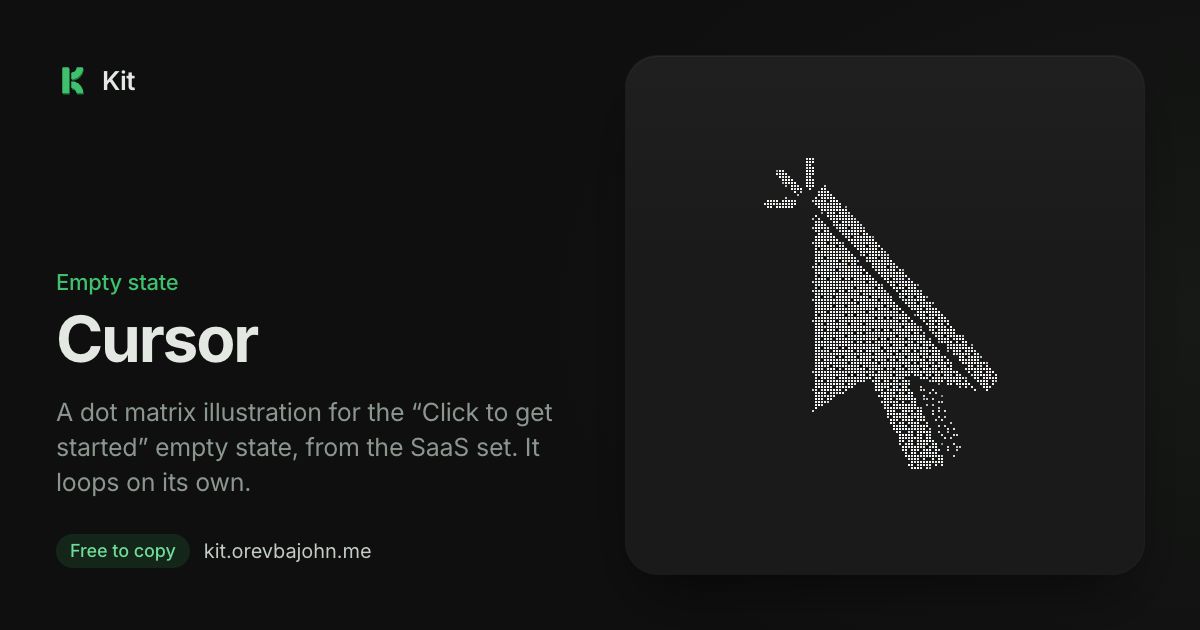 Kit
Empty state
Cursor
A dot matrix illustration for the “Click to get
started” empty state, from the SaaS set. It
loops on its own.
Free to copy
kit.orevbajohn.me